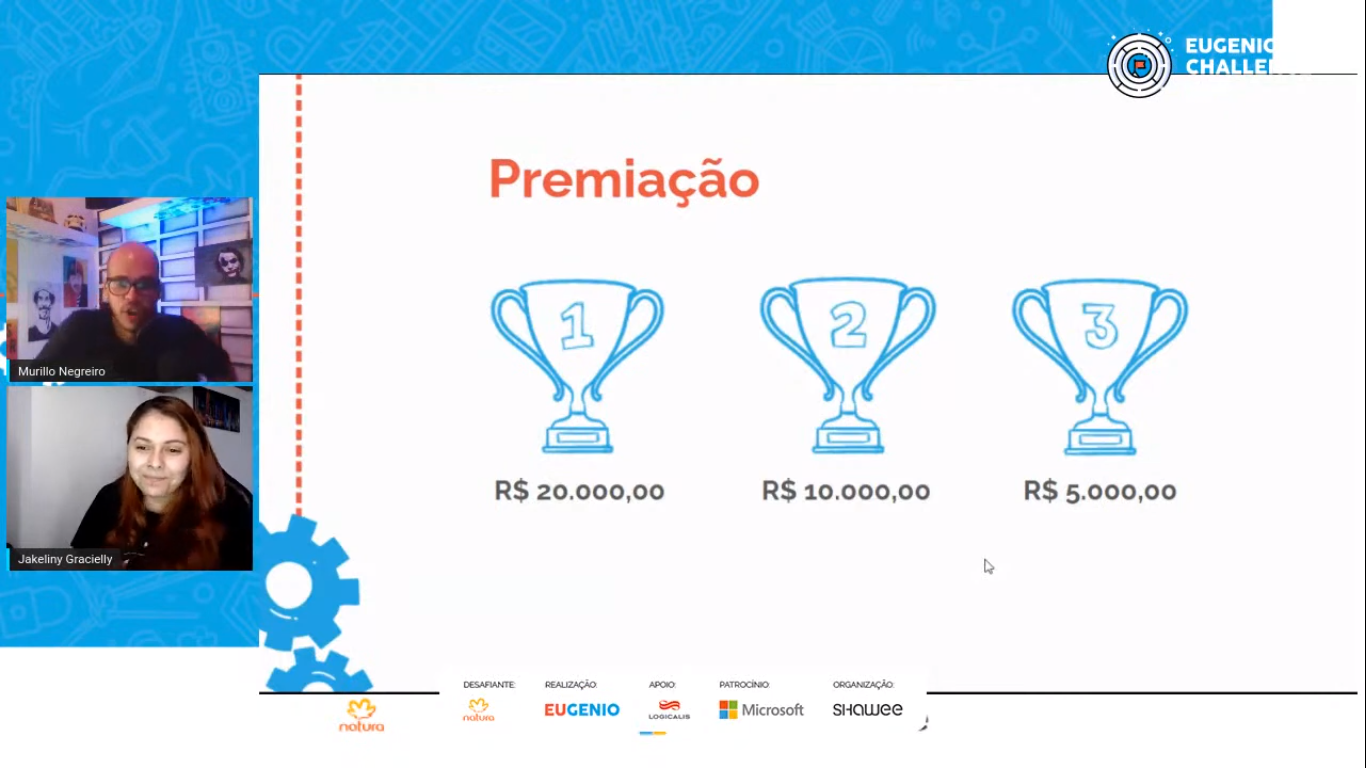 EUGENIO
CHALLENGE
Premiação
1
2
3
R$ 20.000,00
R$ 10.000,00
R$ 5.000,00
Murillo Negreiro
Jakeliny Gracielly
natura
DESAFIANTE:
natura
REALIZAÇÃO:
EUGENIO
APOIO:
LOGICALIS
PATROCÍNIO:
Microsoft
ORGANIZAÇÃO:
SHAWEE